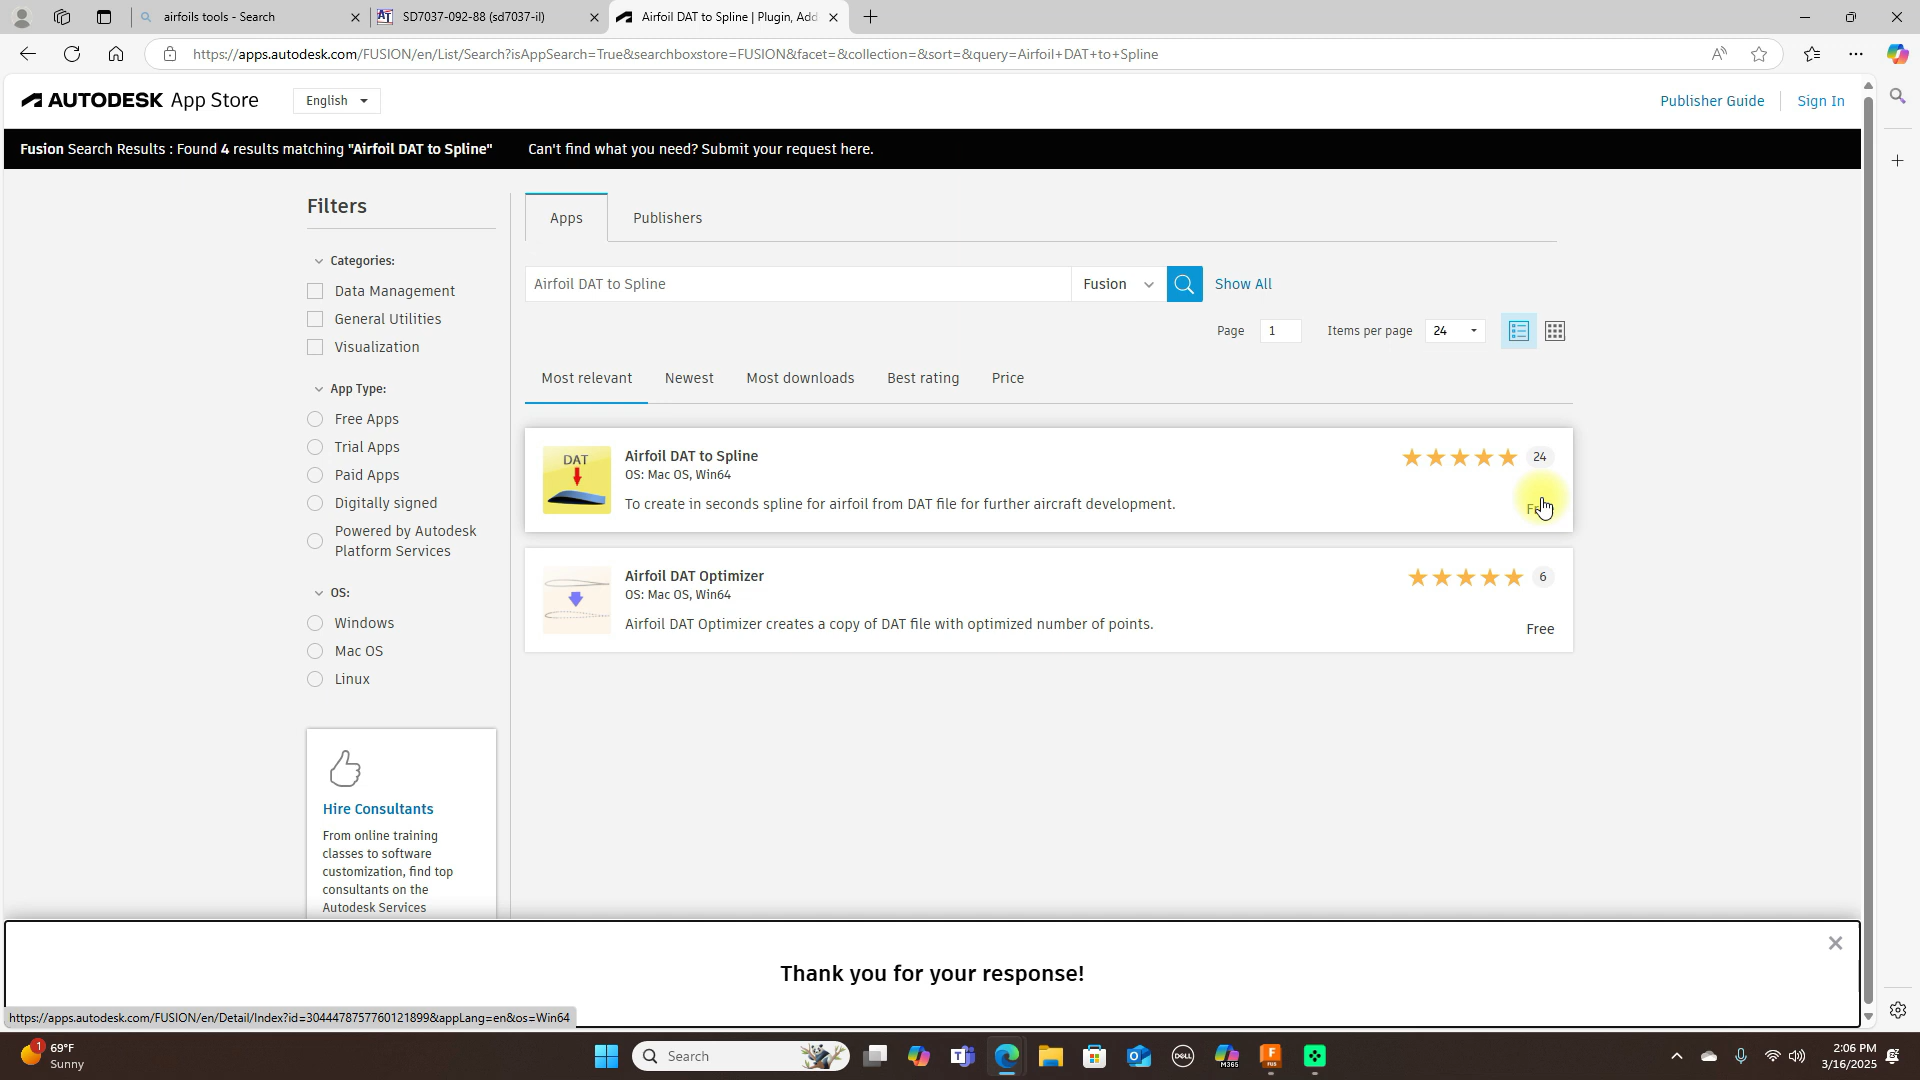 airfoils tools - Search
SD7037-092-88 (sd7037-il)
Airfoil DAT to Spline | Plugin, Add
https://apps.autodesk.com/FUSION/en/List/Search?isAppSearch=True&searchboxstore=FUSION&facet=&collection=&sort=&query=Airfoil+DAT+to+Spline
AUTODESK App Store
English
Publisher Guide
Sign In
Fusion Search Results : Found 4 results matching "Airfoil DAT to Spline"
Can't find what you need? Submit your request here.
Filters
Categories:
Data Management
General Utilities
Visualization
App Type:
Free Apps
Trial Apps
Paid Apps
Digitally signed
Powered by Autodesk
Platform Services
OS:
Windows
Mac OS
Linux
Hire Consultants
From online training
classes to software
customization, find top
consultants on the
Autodesk Services
Apps
Publishers
Airfoil DAT to Spline
Fusion
Show All
Page 1
Items per page 24
Most relevant
Newest
Most downloads
Best rating
Price
DAT
Airfoil DAT to Spline
24
OS: Mac OS, Win64
To create in seconds spline for airfoil from DAT file for further aircraft development.
Airfoil DAT Optimizer
6
OS: Mac OS, Win64
Airfoil DAT Optimizer creates a copy of DAT file with optimized number of points.
Free
Thank you for your response!
https://apps.autodesk.com/FUSION/en/Detail/Index?id=3044478757760121899&appLang=en&os=Win64
1
69°F
Sunny
Search
DELL
M365
F
FUS
2:06 PM
3/16/2025